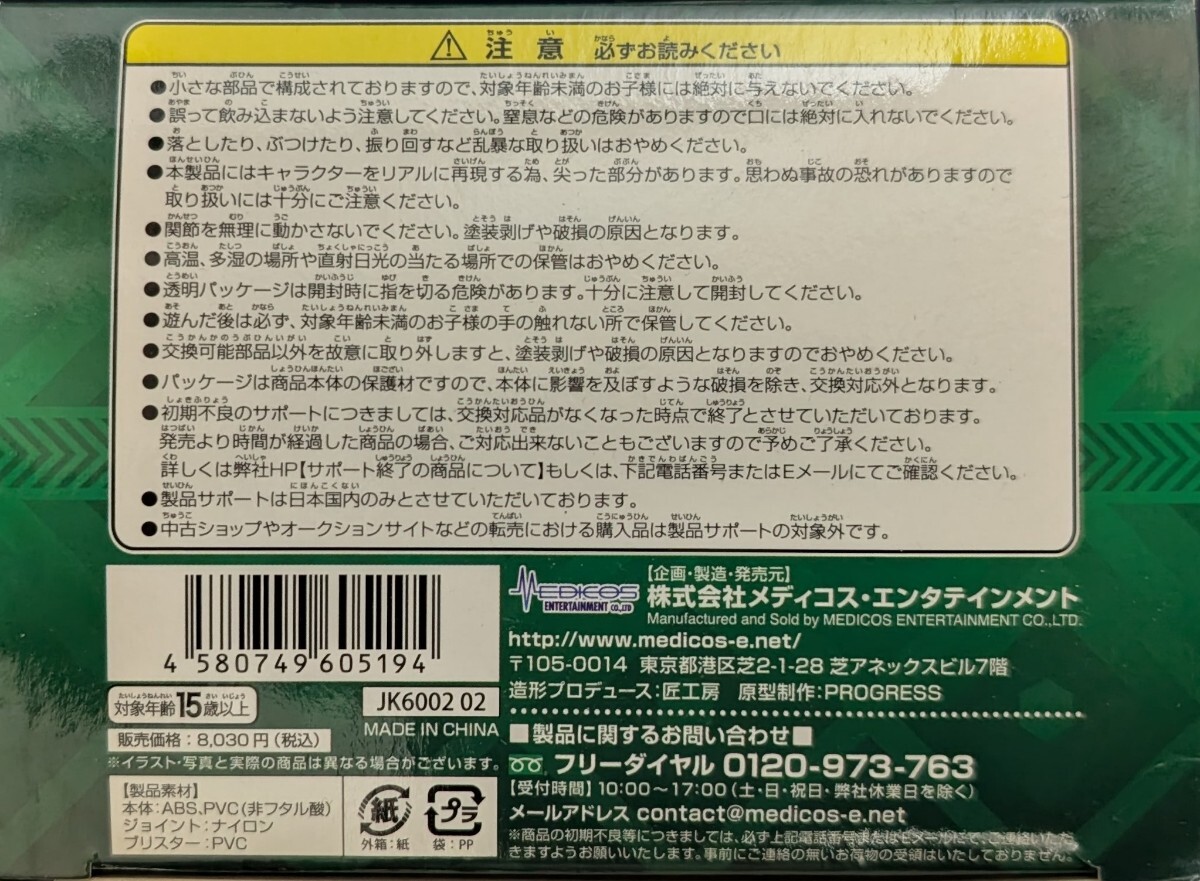 注意 必ずお読みください
●小さな部品で構成されておりますので、対象年齢未満のお子様には絶対に与えないでください。
●誤って飲み込まないよう注意してください。窒息などの危険がありますので口には絶対に入れないでください。
●落としたり、ぶつけたり、振り回すなど乱暴な取り扱いはおやめください。
●本製品にはキャラクターをリアルに再現する為、尖った部分があります。思わぬ事故の恐れがありますので
取り扱いには十分にご注意ください。
●関節を無理に動かさないでください。塗装剥げや破損の原因となります。
●高温、多湿の場所や直射日光の当たる場所での保管はおやめください。
●透明パッケージは開封時に指を切る危険があります。十分に注意して開封してください。
●遊んだ後は必ず、対象年齢未満のお子様の手の触れない所で保管してください。
●交換可能部品以外を故意に取り外しますと、塗装剥げや破損の原因となりますのでおやめください。
●パッケージは商品本体の保護材ですので、本体に影響を及ぼすような破損を除き、交換対応外となります。
●初期不良のサポートにつきましては、交換対応品がなくなった時点で終了とさせていただいております。
発売より時間が経過した商品の場合、ご対応出来ないこともございますので予めご了承ください。
詳しくは弊社HP【サポート終了の商品について】もしくは、下記電話番号またはEメールにてご確認ください。
●製品サポートは日本国内のみとさせていただいております。
●中古ショップやオークションサイトなどの転売における購入品は製品サポートの対象外です。
4 580749 605194
対象年齢15歳以上
JK6002 02
MADE IN CHINA
販売価格:8,030円(税込)
※イラスト・写真と実際の商品は異なる場合がございます。
【製品素材】
本体:ABS,PVC(非フタル酸)
ジョイント:ナイロン
ブリスター:PVC
紙
外箱:紙
プラ
袋:PP
MEDICOS
ENTERTAINMENT CO.,LTD
【企画・製造・発売元】
株式会社メディコス・エンタテインメント
Manufactured and Sold by MEDICOS ENTERTAINMENT CO.,LTD.
http://www.medicos-e.net/
〒105-0014 東京都港区芝2-1-28 芝アネックスビル7階
造形プロデュース:匠工房 原型制作:PROGRESS
■製品に関するお問い合わせ■
フリーダイヤル 0120-973-763
【受付時間】10:00〜17:00(土・日・祝日・弊社休業日を除く)
メールアドレス contact@medicos-e.net
※商品の初期不良等につきましては、必ず上記電話番号またはEメールにて、ご連絡いただ
きますようお願いいたします。事前にご連絡の無いお荷物の受領はいたしておりません。